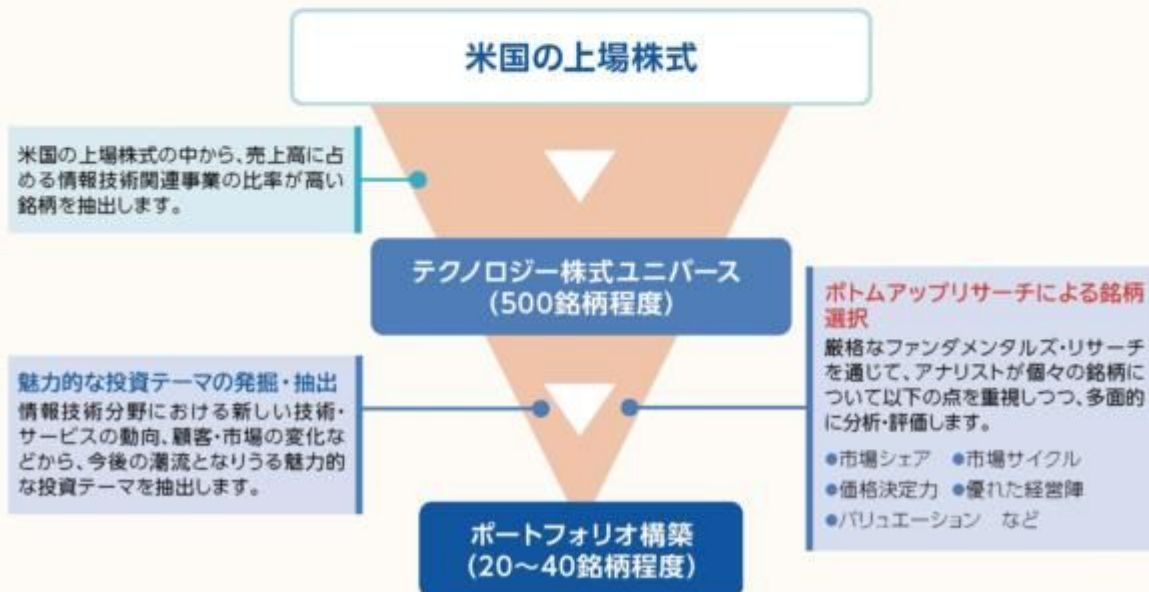 米国の上場株式
米国の上場株式の中から、売上高に占
める情報技術関連事業の比率が高い
銘柄を抽出します。
テクノロジー株式ユニバース
(500銘柄程度)
魅力的な投資テーマの発掘・抽出
情報技術分野における新しい技術・
サービスの動向、顧客・市場の変化な
どから、今後の潮流となりうる魅力的
な投資テーマを抽出します。
ボトムアップリサーチによる銘柄
選択
厳格なファンダメンタルズ・リサーチ
を通じて、アナリストが個々の銘柄に
ついて以下の点を重視しつつ、多面的
に分析・評価します。
●市場シェア ●市場サイクル
●価格決定力 ●優れた経営陣
●バリュエーション など
ポートフォリオ構築
(20〜40銘柄程度)